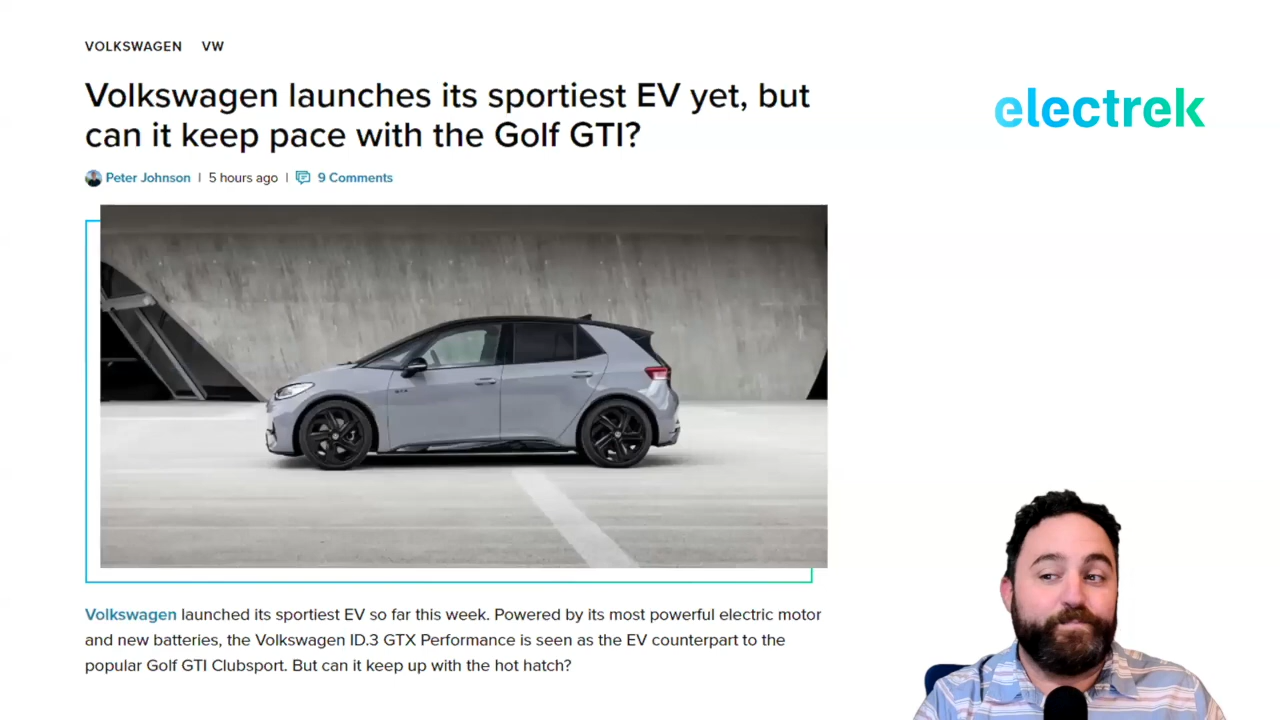 VOLKSWAGEN VW
Volkswagen launches its sportiest EV yet, but
can it keep pace with the Golf GTI?
electrek
Peter Johnson | 5 hours ago | 9 Comments
Volkswagen launched its sportiest EV so far this week. Powered by its most powerful electric motor
and new batteries, the Volkswagen ID.3 GTX Performance is seen as the EV counterpart to the
popular Golf GTI Clubsport. But can it keep up with the hot hatch?